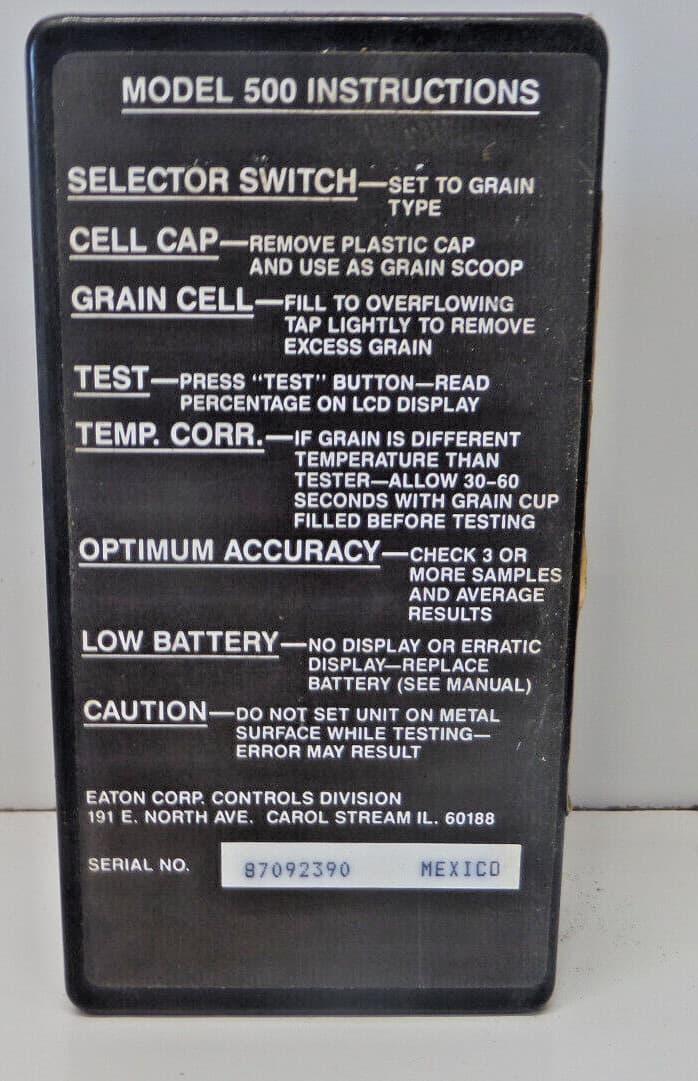 MODEL 500 INSTRUCTIONS
SELECTOR SWITCH—SET TO GRAIN
TYPE
CELL CAP—REMOVE PLASTIC CAP
AND USE AS GRAIN SCOOP
GRAIN CELL—FILL TO OVERFLOWING
TAP LIGHTLY TO REMOVE
EXCESS GRAIN
TEST—PRESS "TEST" BUTTON—READ
PERCENTAGE ON LCD DISPLAY
TEMP. CORR.—IF GRAIN IS DIFFERENT
TEMPERATURE THAN
TESTER—ALLOW 30-60
SECONDS WITH GRAIN CUP
FILLED BEFORE TESTING
OPTIMUM ACCURACY—CHECK 3 OR
MORE SAMPLES
AND AVERAGE
RESULTS
LOW BATTERY—NO DISPLAY OR ERRATIC
DISPLAY—REPLACE
BATTERY (SEE MANUAL)
CAUTION—DO NOT SET UNIT ON METAL
SURFACE WHILE TESTING—
ERROR MAY RESULT
EATON CORP. CONTROLS DIVISION
191 E. NORTH AVE. CAROL STREAM IL. 60188
SERIAL NO. 87092390 MEXICO